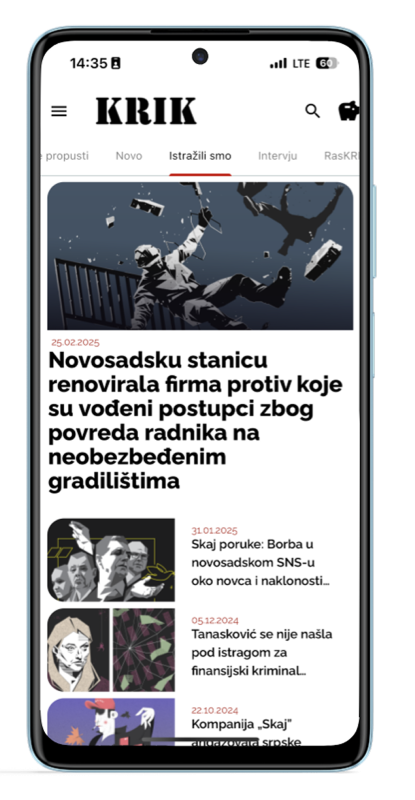 14:35
LTE 60
KRIK
propusti Novo Istražili smo Intervju
25.02.2025
Novosadsku stanicu
renovirala firma protiv koje
su vođeni postupci zbog
povreda radnika na
neobezbeđenim
gradilištima
31.01.2025
Skaj poruke: Borba u
novosadskom SNS-u
oko novca i naklonosti...
05.12.2024
Tanasković se nije našla
pod istragom za
finansijski kriminal...
22.10.2024
Kompanija „Skaj”
angažovala srpske